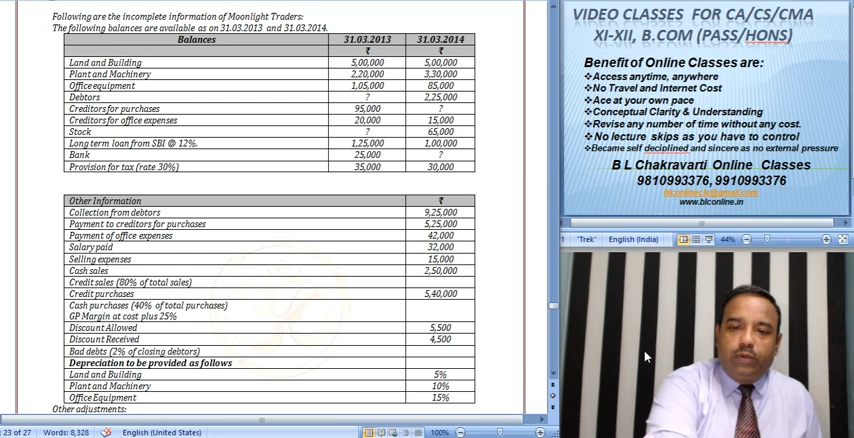 Following are the incomplete information of Moonlight Traders:
The following balances are available as on 31.03.2013 and 31.03.2014.
Balances 31.03.2013 31.03.2014
₹ ₹
Land and Building 5,00,000 5,00,000
Plant and Machinery 2,20,000 3,30,000
Office equipment 1,05,000 85,000
Debtors ? 2,25,000
Creditors for purchases 95,000 ?
Creditors for office expenses 20,000 15,000
Stock ? 65,000
Long term loan from SBI @ 12%. 1,25,000 1,00,000
Bank 25,000 ?
Provision for tax (rate 30%) 35,000 30,000
Other Information ₹
Collection from debtors 9,25,000
Payment to creditors for purchases 5,25,000
Payment of office expenses 42,000
Salary paid 32,000
Selling expenses 15,000
Cash sales 2,50,000
Credit sales (80% of total sales)
Credit purchases 5,40,000
Cash purchases (40% of total purchases)
GP Margin at cost plus 25%
Discount Allowed 5,500
Discount Received 4,500
Bad debts (2% of closing debtors)
Depreciation to be provided as follows
Land and Building 5%
Plant and Machinery 10%
Office Equipment 15%
Other adjustments:
: 23 of 27 Words: 8,328 English (United States) 100%
VIDEO CLASSES FOR CA/CS/CMA
XI-XII, B.COM (PASS/HONS)
Benefit of Online Classes are:
❖Access anytime, anywhere
❖No Travel and Internet Cost
❖Ace at your own pace
❖Conceptual Clarity & Understanding
❖Revise any number of time without any cost.
❖No lecture skips as you have to control
❖Became self deciplined and sincere as no external pressure
B L Chakravarti Online Classes
9810993376, 9910993376
blconlinecla@gmail.com
www.blconline.in
1 "Trek" English (India) 44%